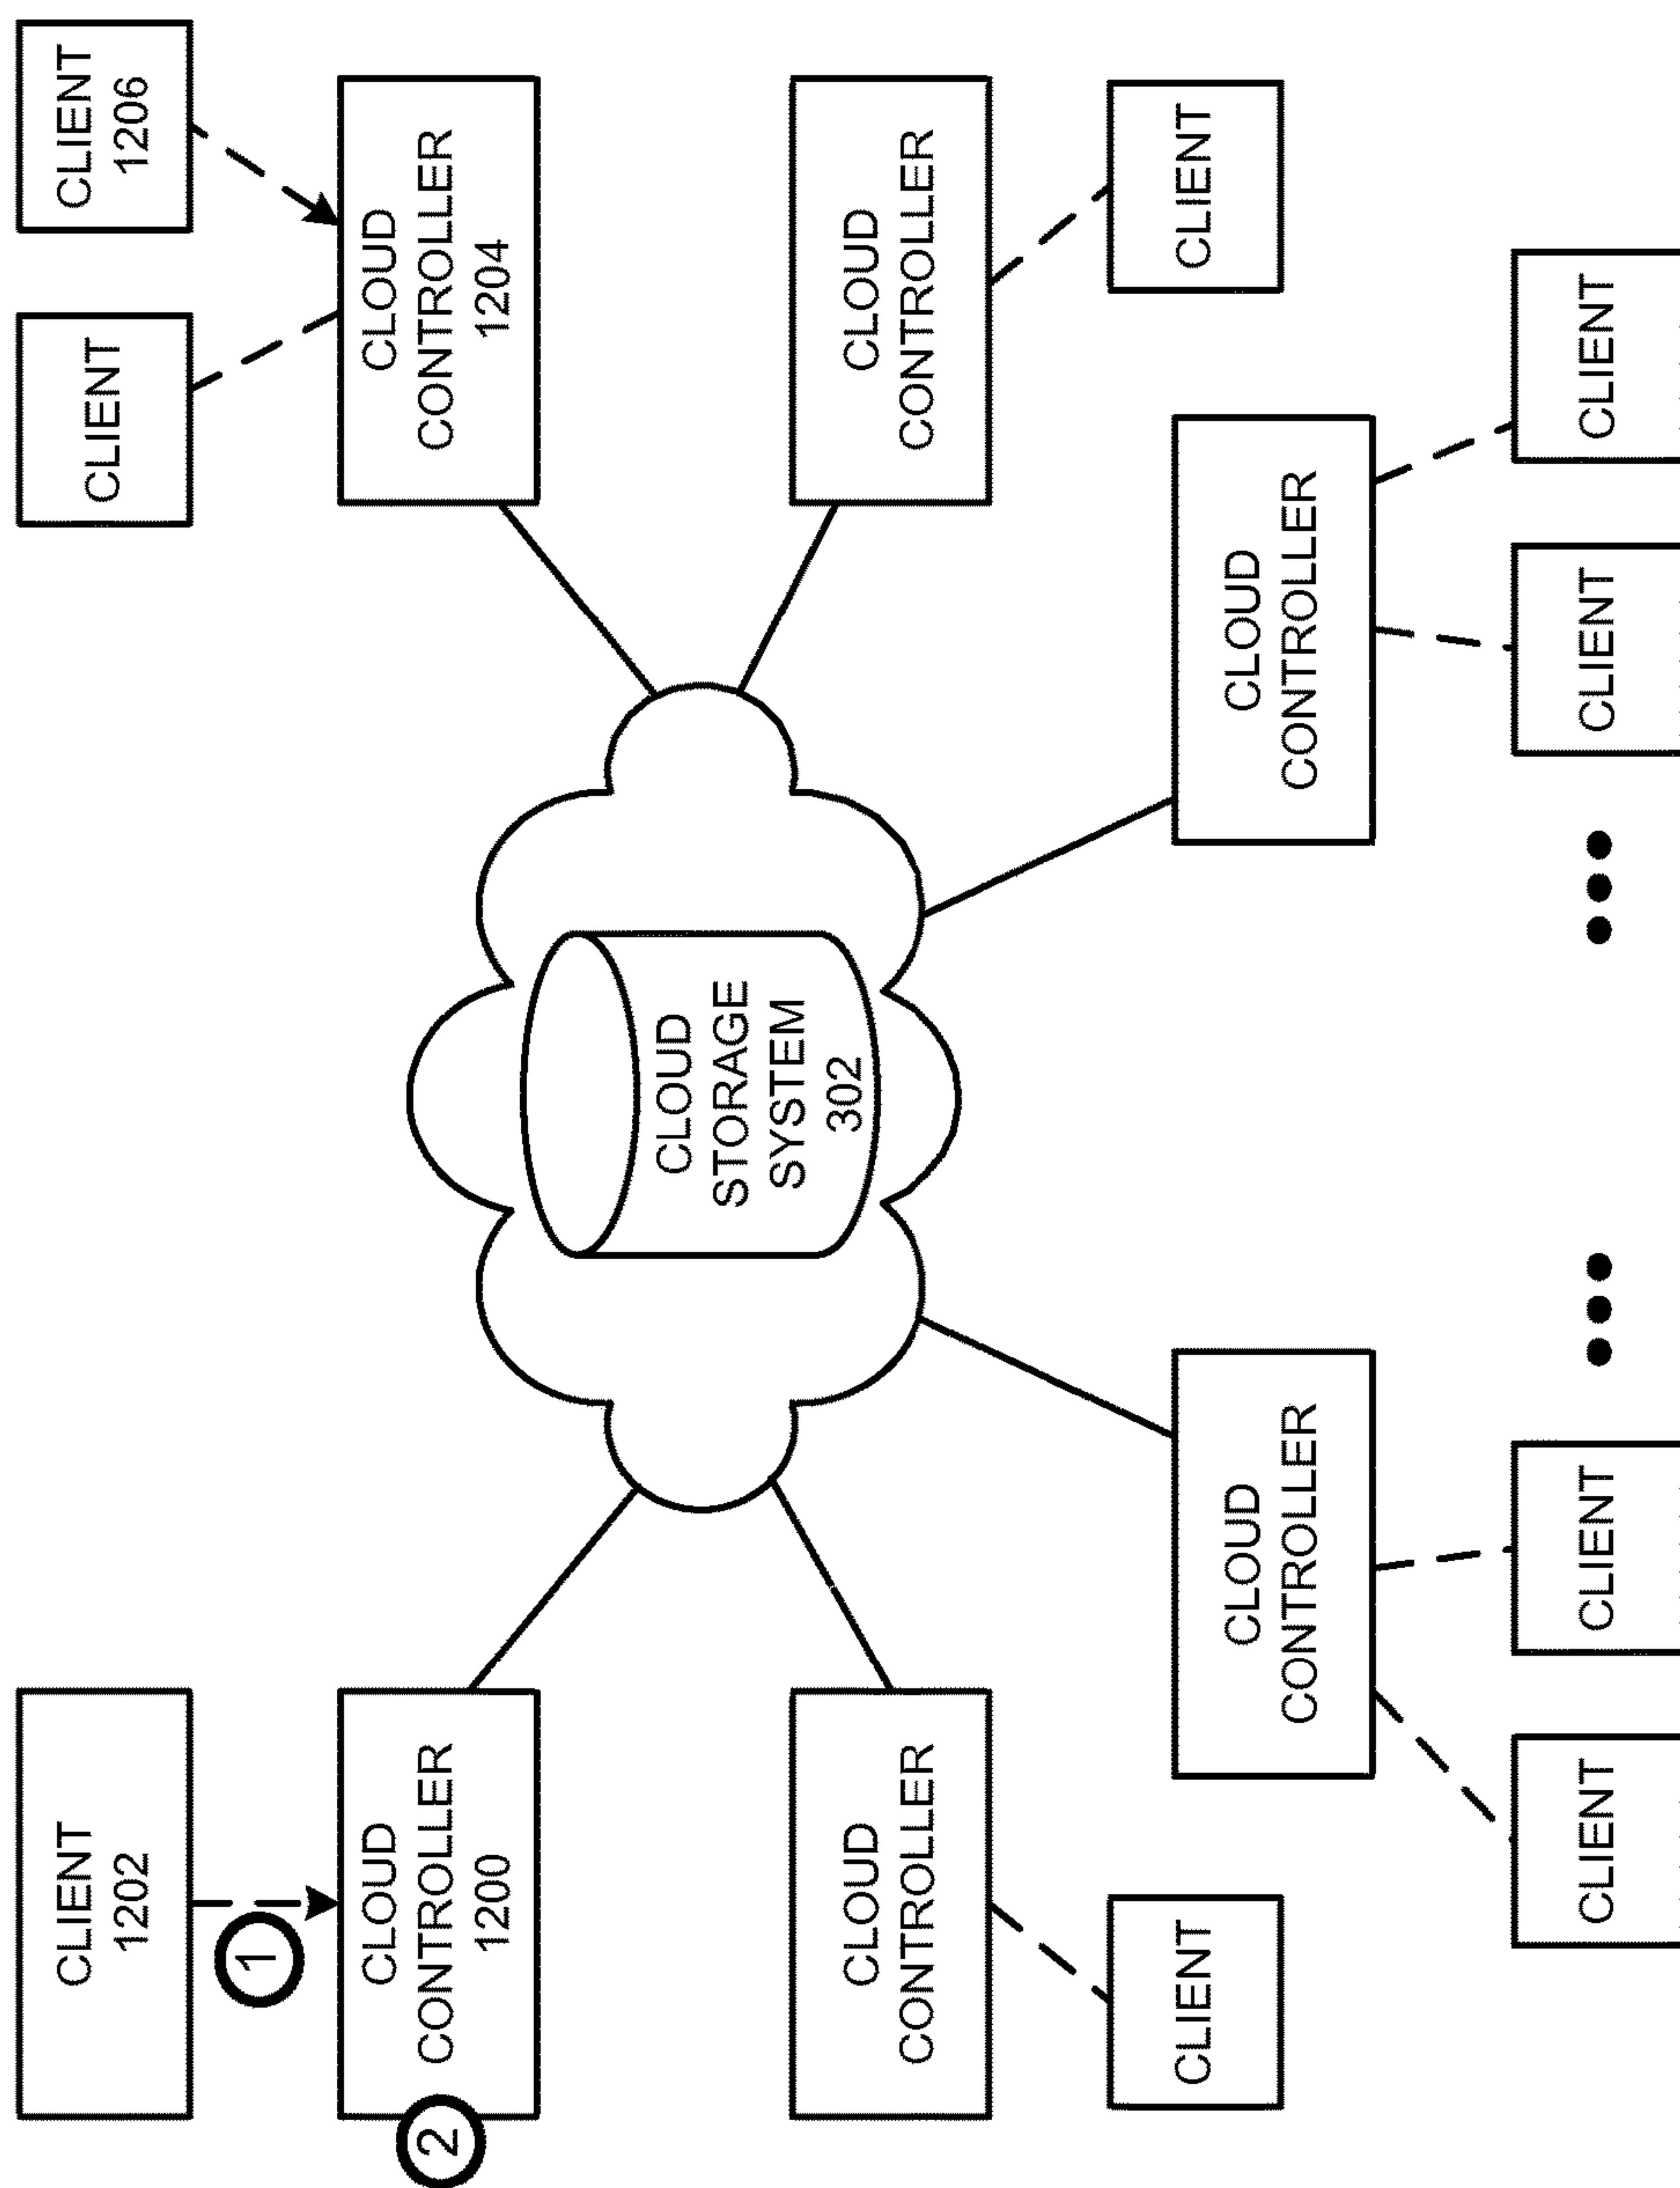 CLIENT
1202
CLIENT
CLIENT
1206
1
2
CLOUD
CONTROLLER
1200
CLOUD
CONTROLLER
1204
CLOUD
STORAGE
SYSTEM
302
CLOUD
CONTROLLER
CLOUD
CONTROLLER
CLIENT
CLIENT
CLOUD
CONTROLLER
CLOUD
CONTROLLER
CLIENT
CLIENT
CLIENT
CLIENT